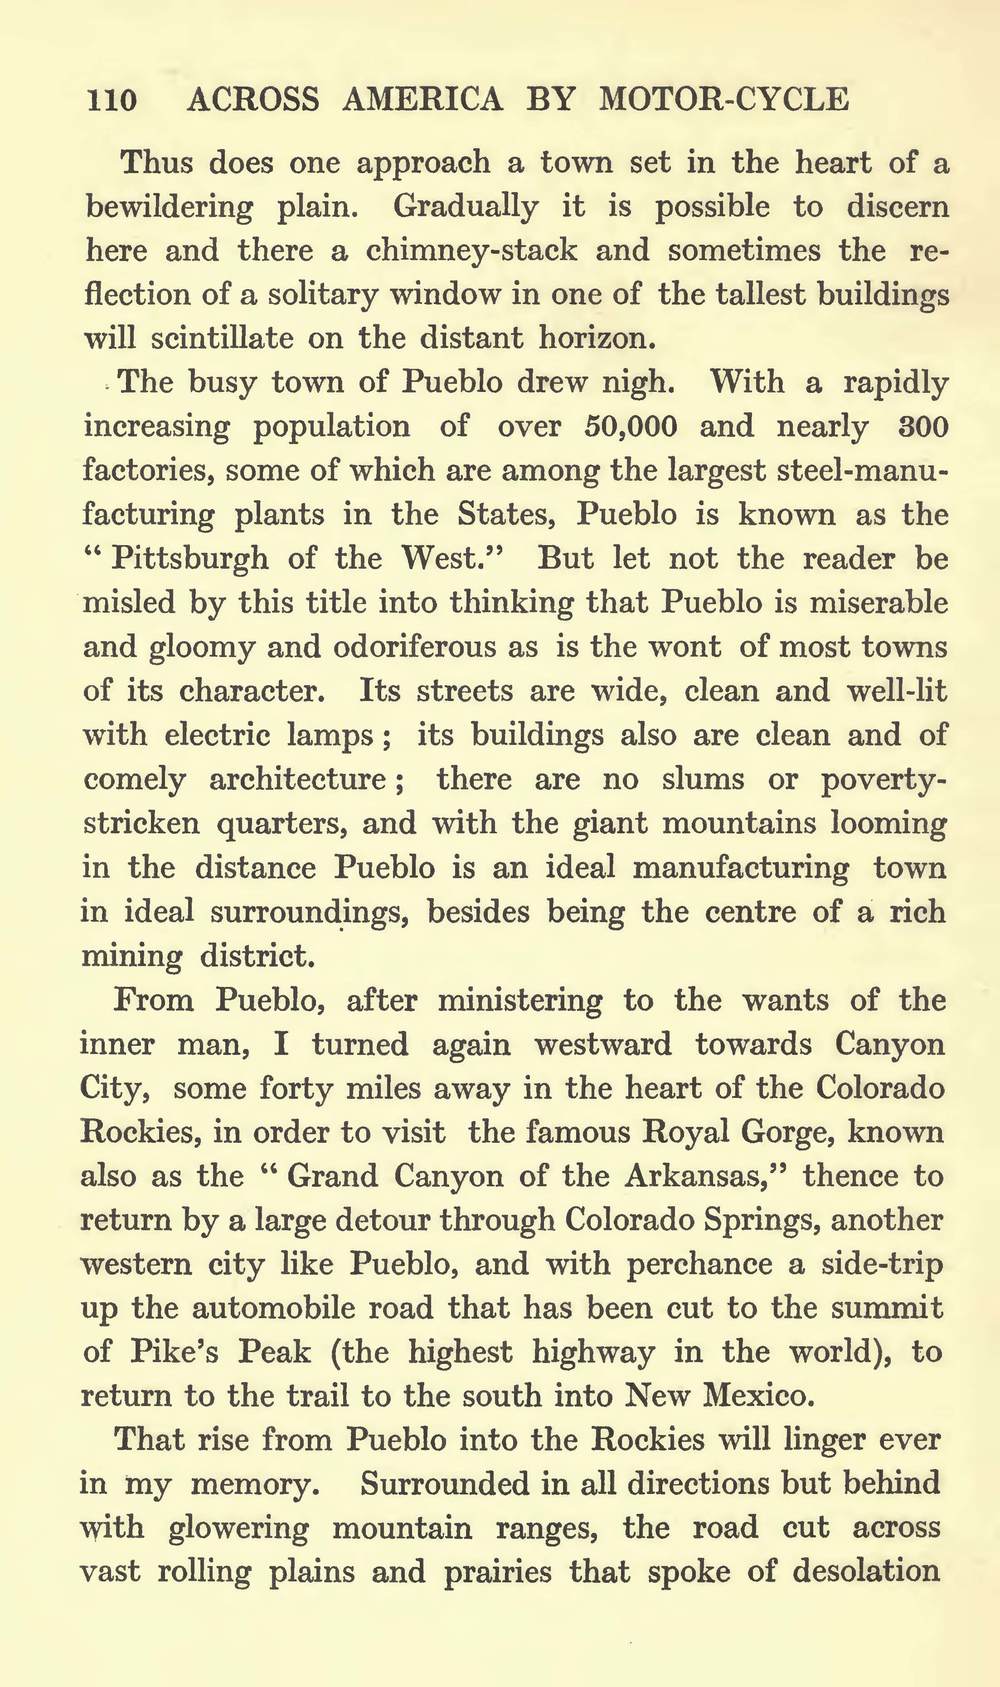 110 ACROSS AMERICA BY MOTOR-CYCLE
Thus does one approach a town set in the heart of a
bewildering plain. Gradually it is possible to discern
here and there a chimney-stack and sometimes the re-
flection of a solitary window in one of the tallest buildings
will scintillate on the distant horizon.
The busy town of Pueblo drew nigh. With a rapidly
increasing population of over 50,000 and nearly 300
factories, some of which are among the largest steel-manu-
facturing plants in the States, Pueblo is known as the
“ Pittsburgh of the West.” But let not the reader be
misled by this title into thinking that Pueblo is miserable
and gloomy and odoriferous as is the wont of most towns
of its character. Its streets are wide, clean and well-lit
with electric lamps ; its buildings also are clean and of
comely architecture ; there are no slums or poverty-
stricken quarters, and with the giant mountains looming
in the distance Pueblo is an ideal manufacturing town
in ideal surroundings, besides being the centre of a rich
mining district.
From Pueblo, after ministering to the wants of the
inner man, I turned again westward towards Canyon
City, some forty miles away in the heart of the Colorado
Rockies, in order to visit the famous Royal Gorge, known
also as the “ Grand Canyon of the Arkansas,” thence to
return by a large detour through Colorado Springs, another
western city like Pueblo, and with perchance a side-trip
up the automobile road that has been cut to the summit
of Pike’s Peak (the highest highway in the world), to
return to the trail to the south into New Mexico.
That rise from Pueblo into the Rockies will linger ever
in my memory. Surrounded in all directions but behind
with glowering mountain ranges, the road cut across
vast rolling plains and prairies that spoke of desolation